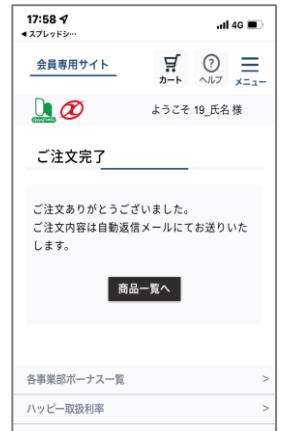 17:58
4G
◀ スプレッドシ…
会員専用サイト
カート
ヘルプ
メニュー
ようこそ 19_氏名 様
ご注文完了
ご注文ありがとうございました。
ご注文内容は自動返信メールにてお送りいた
します。
商品一覧へ
各事業部ボーナス一覧 >
ハッピー取扱利率 >